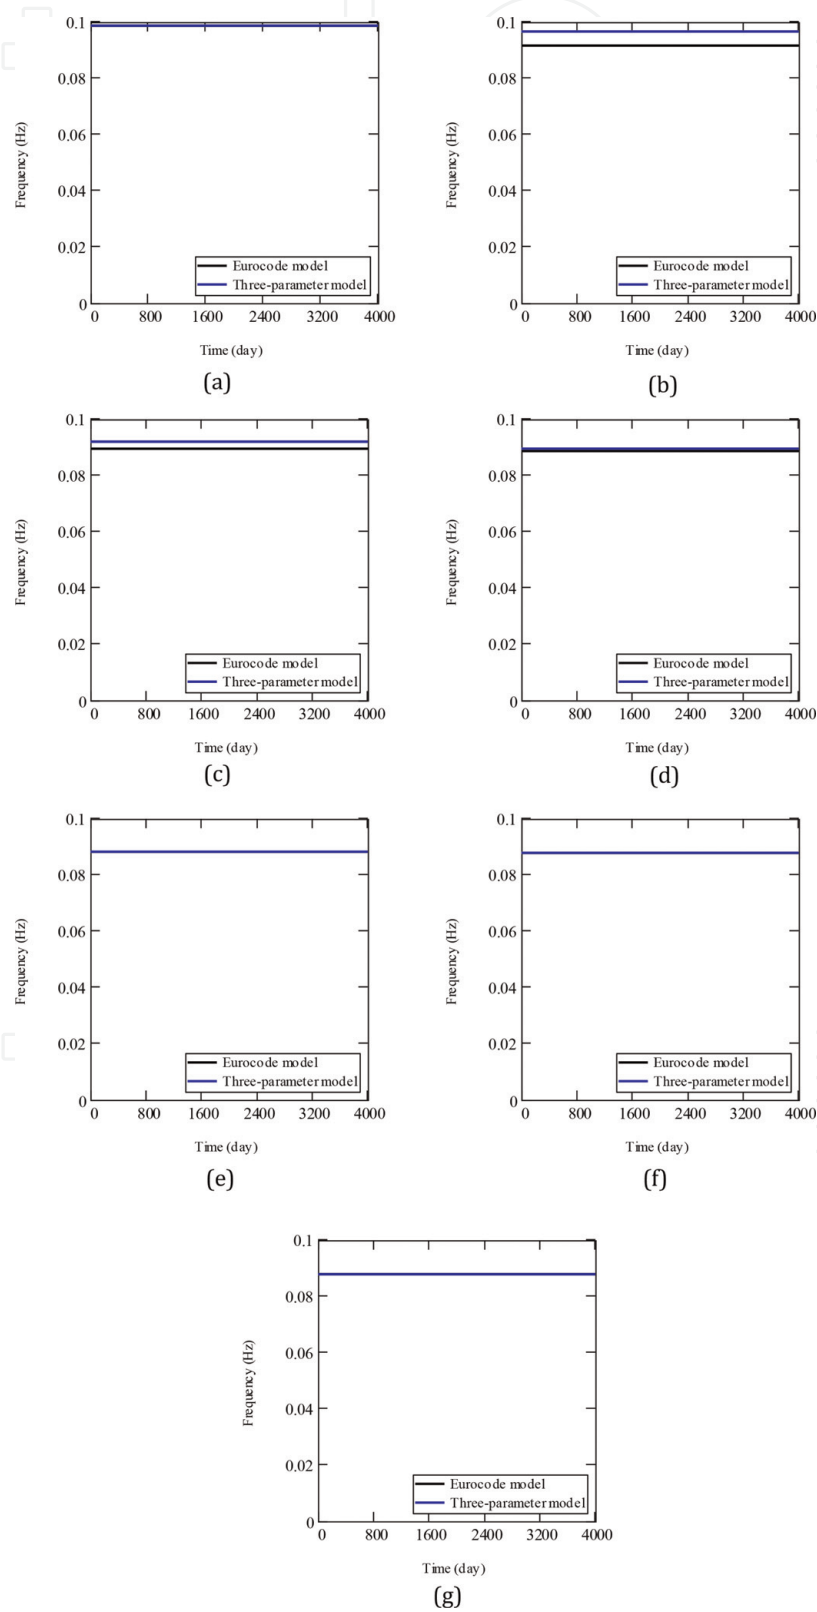 0.1
0.08
0.06
Frequency (Hz)
0.04
0.02
Eurocode model
Three-parameter model
0
0 800 1600 2400 3200 4000
Time (day)
(a)
0.1
0.08
0.06
Frequency (Hz)
0.04
0.02
Eurocode model
Three-parameter model
0
0 800 1600 2400 3200 4000
Time (day)
(b)
0.1
0.08
0.06
Frequency (Hz)
0.04
0.02
Eurocode model
Three-parameter model
0
0 800 1600 2400 3200 4000
Time (day)
(c)
0.1
0.08
0.06
Frequency (Hz)
0.04
0.02
Eurocode model
Three-parameter model
0
0 800 1600 2400 3200 4000
Time (day)
(d)
0.1
0.08
0.06
Frequency (Hz)
0.04
0.02
Eurocode model
Three-parameter model
0
0 800 1600 2400 3200 4000
Time (day)
(e)
0.1
0.08
0.06
Frequency (Hz)
0.04
0.02
Eurocode model
Three-parameter model
0
0 800 1600 2400 3200 4000
Time (day)
(f)
0.1
0.08
0.06
Frequency (Hz)
0.04
0.02
Eurocode model
Three-parameter model
0
0 800 1600 2400 3200 4000
Time (day)
(g)